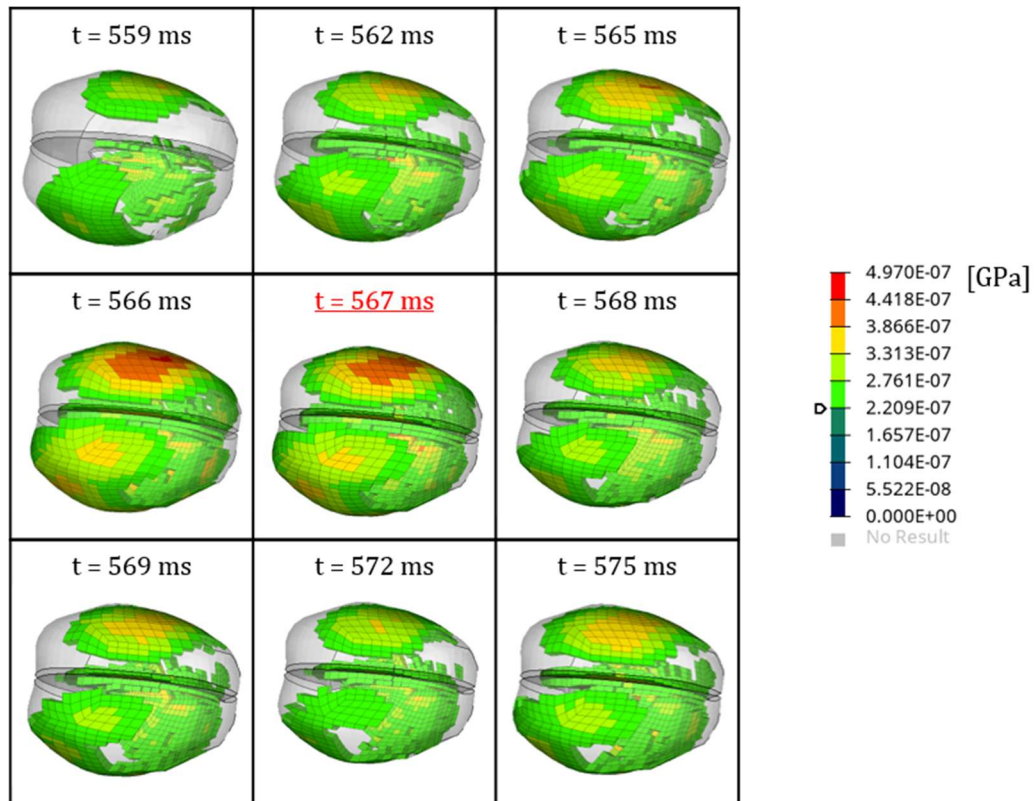 t = 559 ms
t = 562 ms
t = 565 ms
t = 566 ms
t = 567 ms
t = 568 ms
t = 569 ms
t = 572 ms
t = 575 ms
4.970E-07 [GPa]
4.418E-07
3.866E-07
3.313E-07
2.761E-07
2.209E-07
1.657E-07
1.104E-07
5.522E-08
0.000E+00
No Result